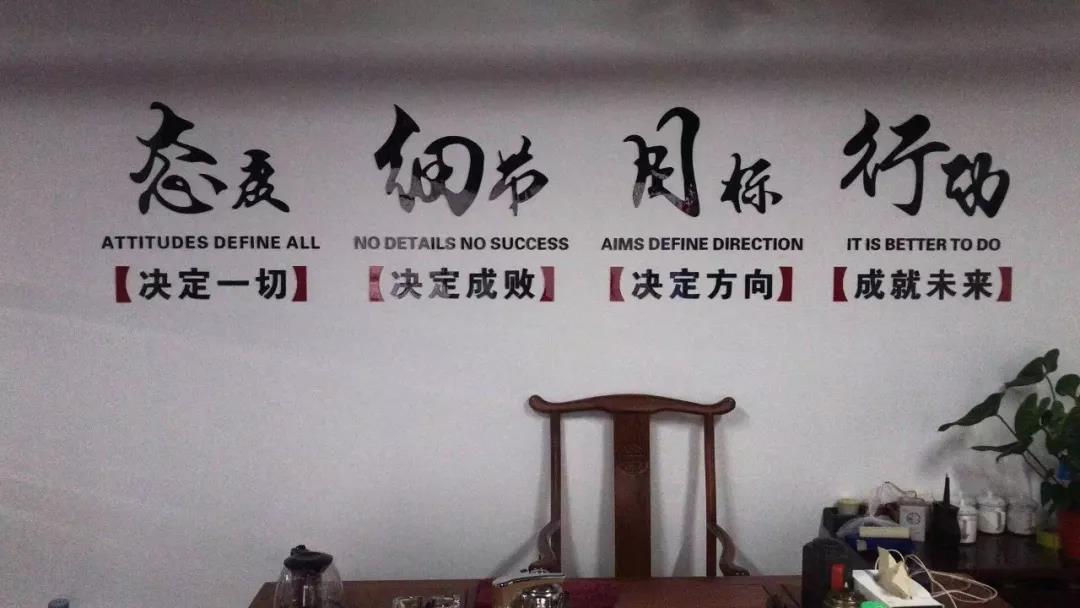 态度
ATTITUDES DEFINE ALL
【决定一切】
细节
NO DETAILS NO SUCCESS
【决定成败】
目标
AIMS DEFINE DIRECTION
【决定方向】
行动
IT IS BETTER TO DO
【成就未来】